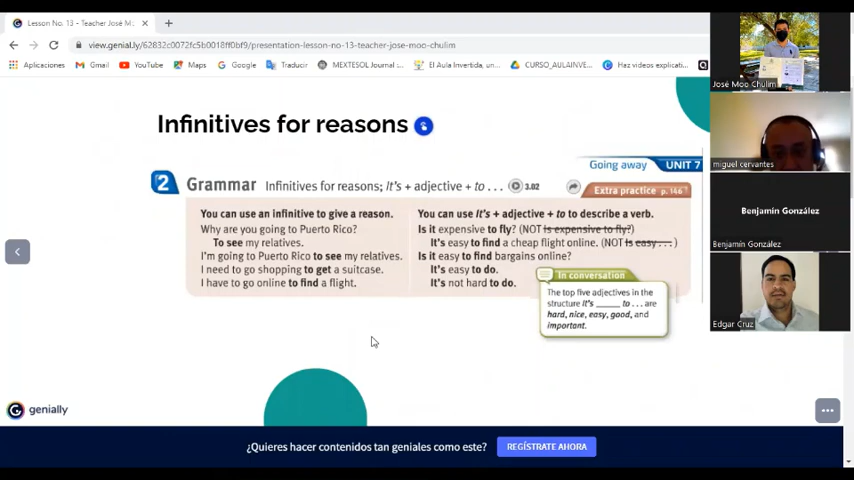 Lesson No. 13 - Teacher José M
view.genial.ly/62832c0072fc5b0018ff0bf9/presentation-lesson-no-13-teacher-jose-moo-chulim
Aplicaciones Gmail YouTube Maps Google Traducir MEXTESOL Journal :... El Aula Invertida, un... CURSO_AULAINVE... Haz videos explicati...
José Moo Chulim
miguel cervantes
Benjamín González
Benjamín González
Edgar Cruz
Infinitives for reasons
Going away UNIT 7
2 Grammar Infinitives for reasons; It's + adjective + to . . . 3.02
Extra practice p. 146
You can use an infinitive to give a reason.
Why are you going to Puerto Rico?
To see my relatives.
I'm going to Puerto Rico to see my relatives.
I need to go shopping to get a suitcase.
I have to go online to find a flight.
You can use It's + adjective + to to describe a verb.
Is it expensive to fly? (NOT Is expensive to fly?)
It's easy to find a cheap flight online. (NOT Is easy . . . )
Is it easy to find bargains online?
It's easy to do.
It's not hard to do.
In conversation
The top five adjectives in the
structure it's ______ to . . . are
hard, nice, easy, good, and
important.
genially
¿Quieres hacer contenidos tan geniales como este? REGÍSTRATE AHORA